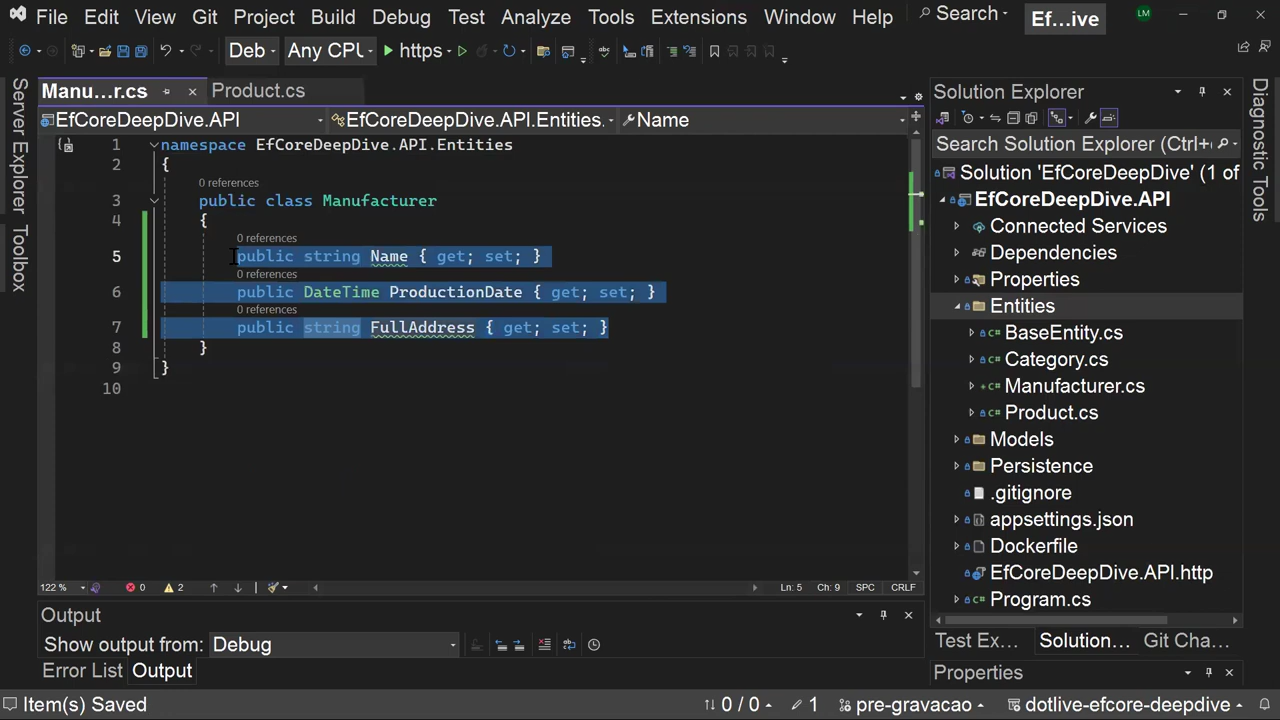 File Edit View Git Project Build Debug Test Analyze Tools Extensions Window Help Search Ef...ive LM
Deb Any CPU https
Manu...r.cs Product.cs
EfCoreDeepDive.API EfCoreDeepDive.API.Entities. Name
1 namespace EfCoreDeepDive.API.Entities
2 {
0 references
3 public class Manufacturer
4 {
0 references
5 public string Name { get; set; }
0 references
6 public DateTime ProductionDate { get; set; }
0 references
7 public string FullAddress { get; set; }
8 }
9 }
10
122 % 0 2 Ln: 5 Ch: 9 SPC CRLF
Output
Show output from: Debug
Error List Output
Server Explorer
Toolbox
Solution Explorer
Search Solution Explorer (Ctrl+
Solution 'EfCoreDeepDive' (1 of
EfCoreDeepDive.API
Connected Services
Dependencies
Properties
Entities
BaseEntity.cs
Category.cs
Manufacturer.cs
Product.cs
Models
Persistence
.gitignore
appsettings.json
Dockerfile
EfCoreDeepDive.API.http
Program.cs
Test Ex... Solution... Git Cha...
Properties
Diagnostic Tools
Item(s) Saved 0 / 0 1 pre-gravacao dotlive-efcore-deepdive